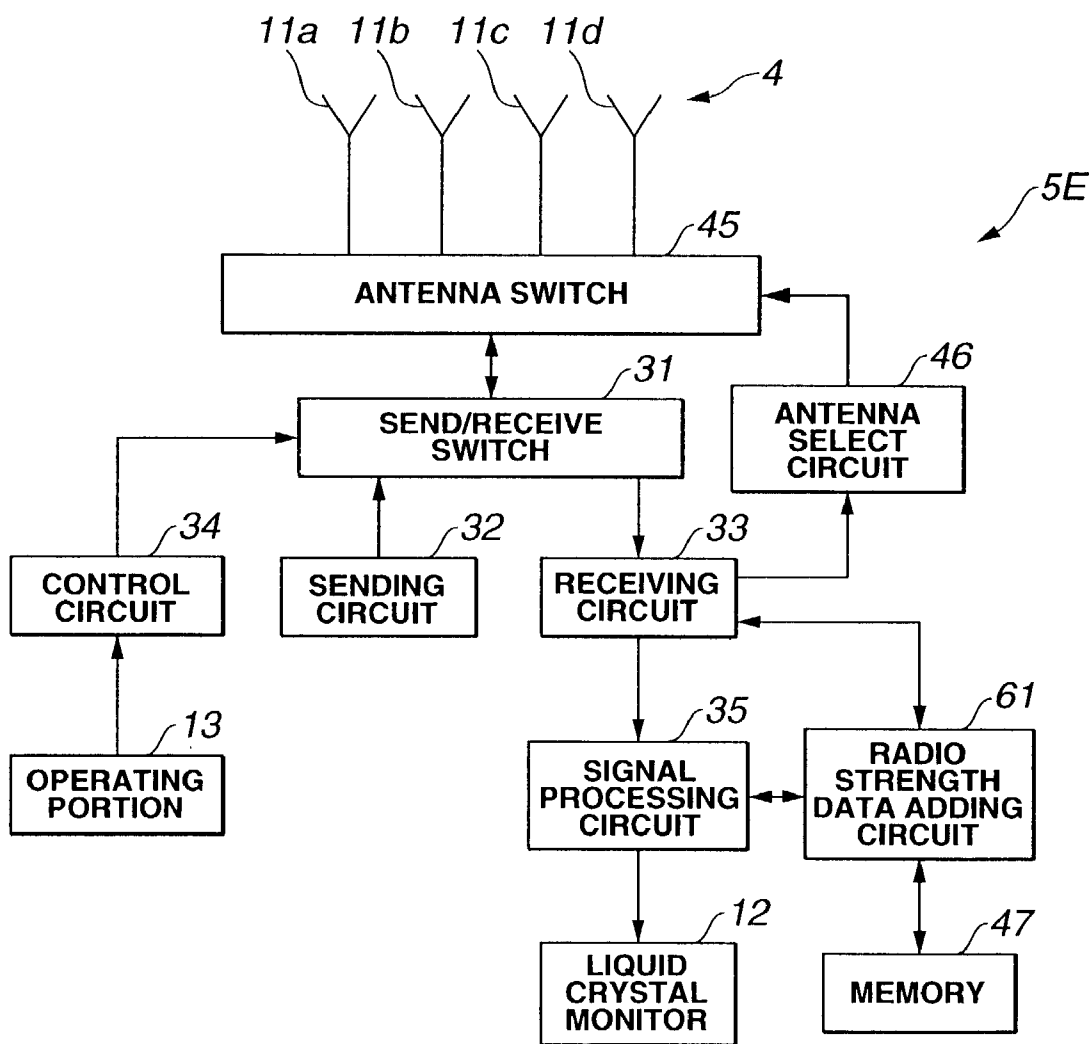 11a 11b 11c 11d
4
5E
45
ANTENNA SWITCH
31
SEND/RECEIVE
SWITCH
46
ANTENNA
SELECT
CIRCUIT
34
CONTROL
CIRCUIT
32
SENDING
CIRCUIT
33
RECEIVING
CIRCUIT
13
OPERATING
PORTION
35
SIGNAL
PROCESSING
CIRCUIT
61
RADIO
STRENGTH
DATA ADDING
CIRCUIT
12
LIQUID
CRYSTAL
MONITOR
47
MEMORY